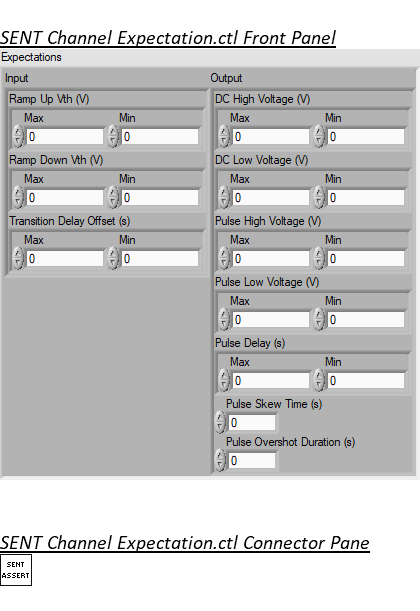 SENT Channel Expectation.ctl Front Panel
Expectations
Input
Ramp Up Vth (V)
Max Min
0 0
Ramp Down Vth (V)
Max Min
0 0
Transition Delay Offset (s)
Max Min
0 0
Output
DC High Voltage (V)
Max Min
0 0
DC Low Voltage (V)
Max Min
0 0
Pulse High Voltage (V)
Max Min
0 0
Pulse Low Voltage (V)
Max Min
0 0
Pulse Delay (s)
Max Min
0 0
Pulse Skew Time (s)
0
Pulse Overshot Duration (s)
0
SENT Channel Expectation.ctl Connector Pane
SENT
ASSERT